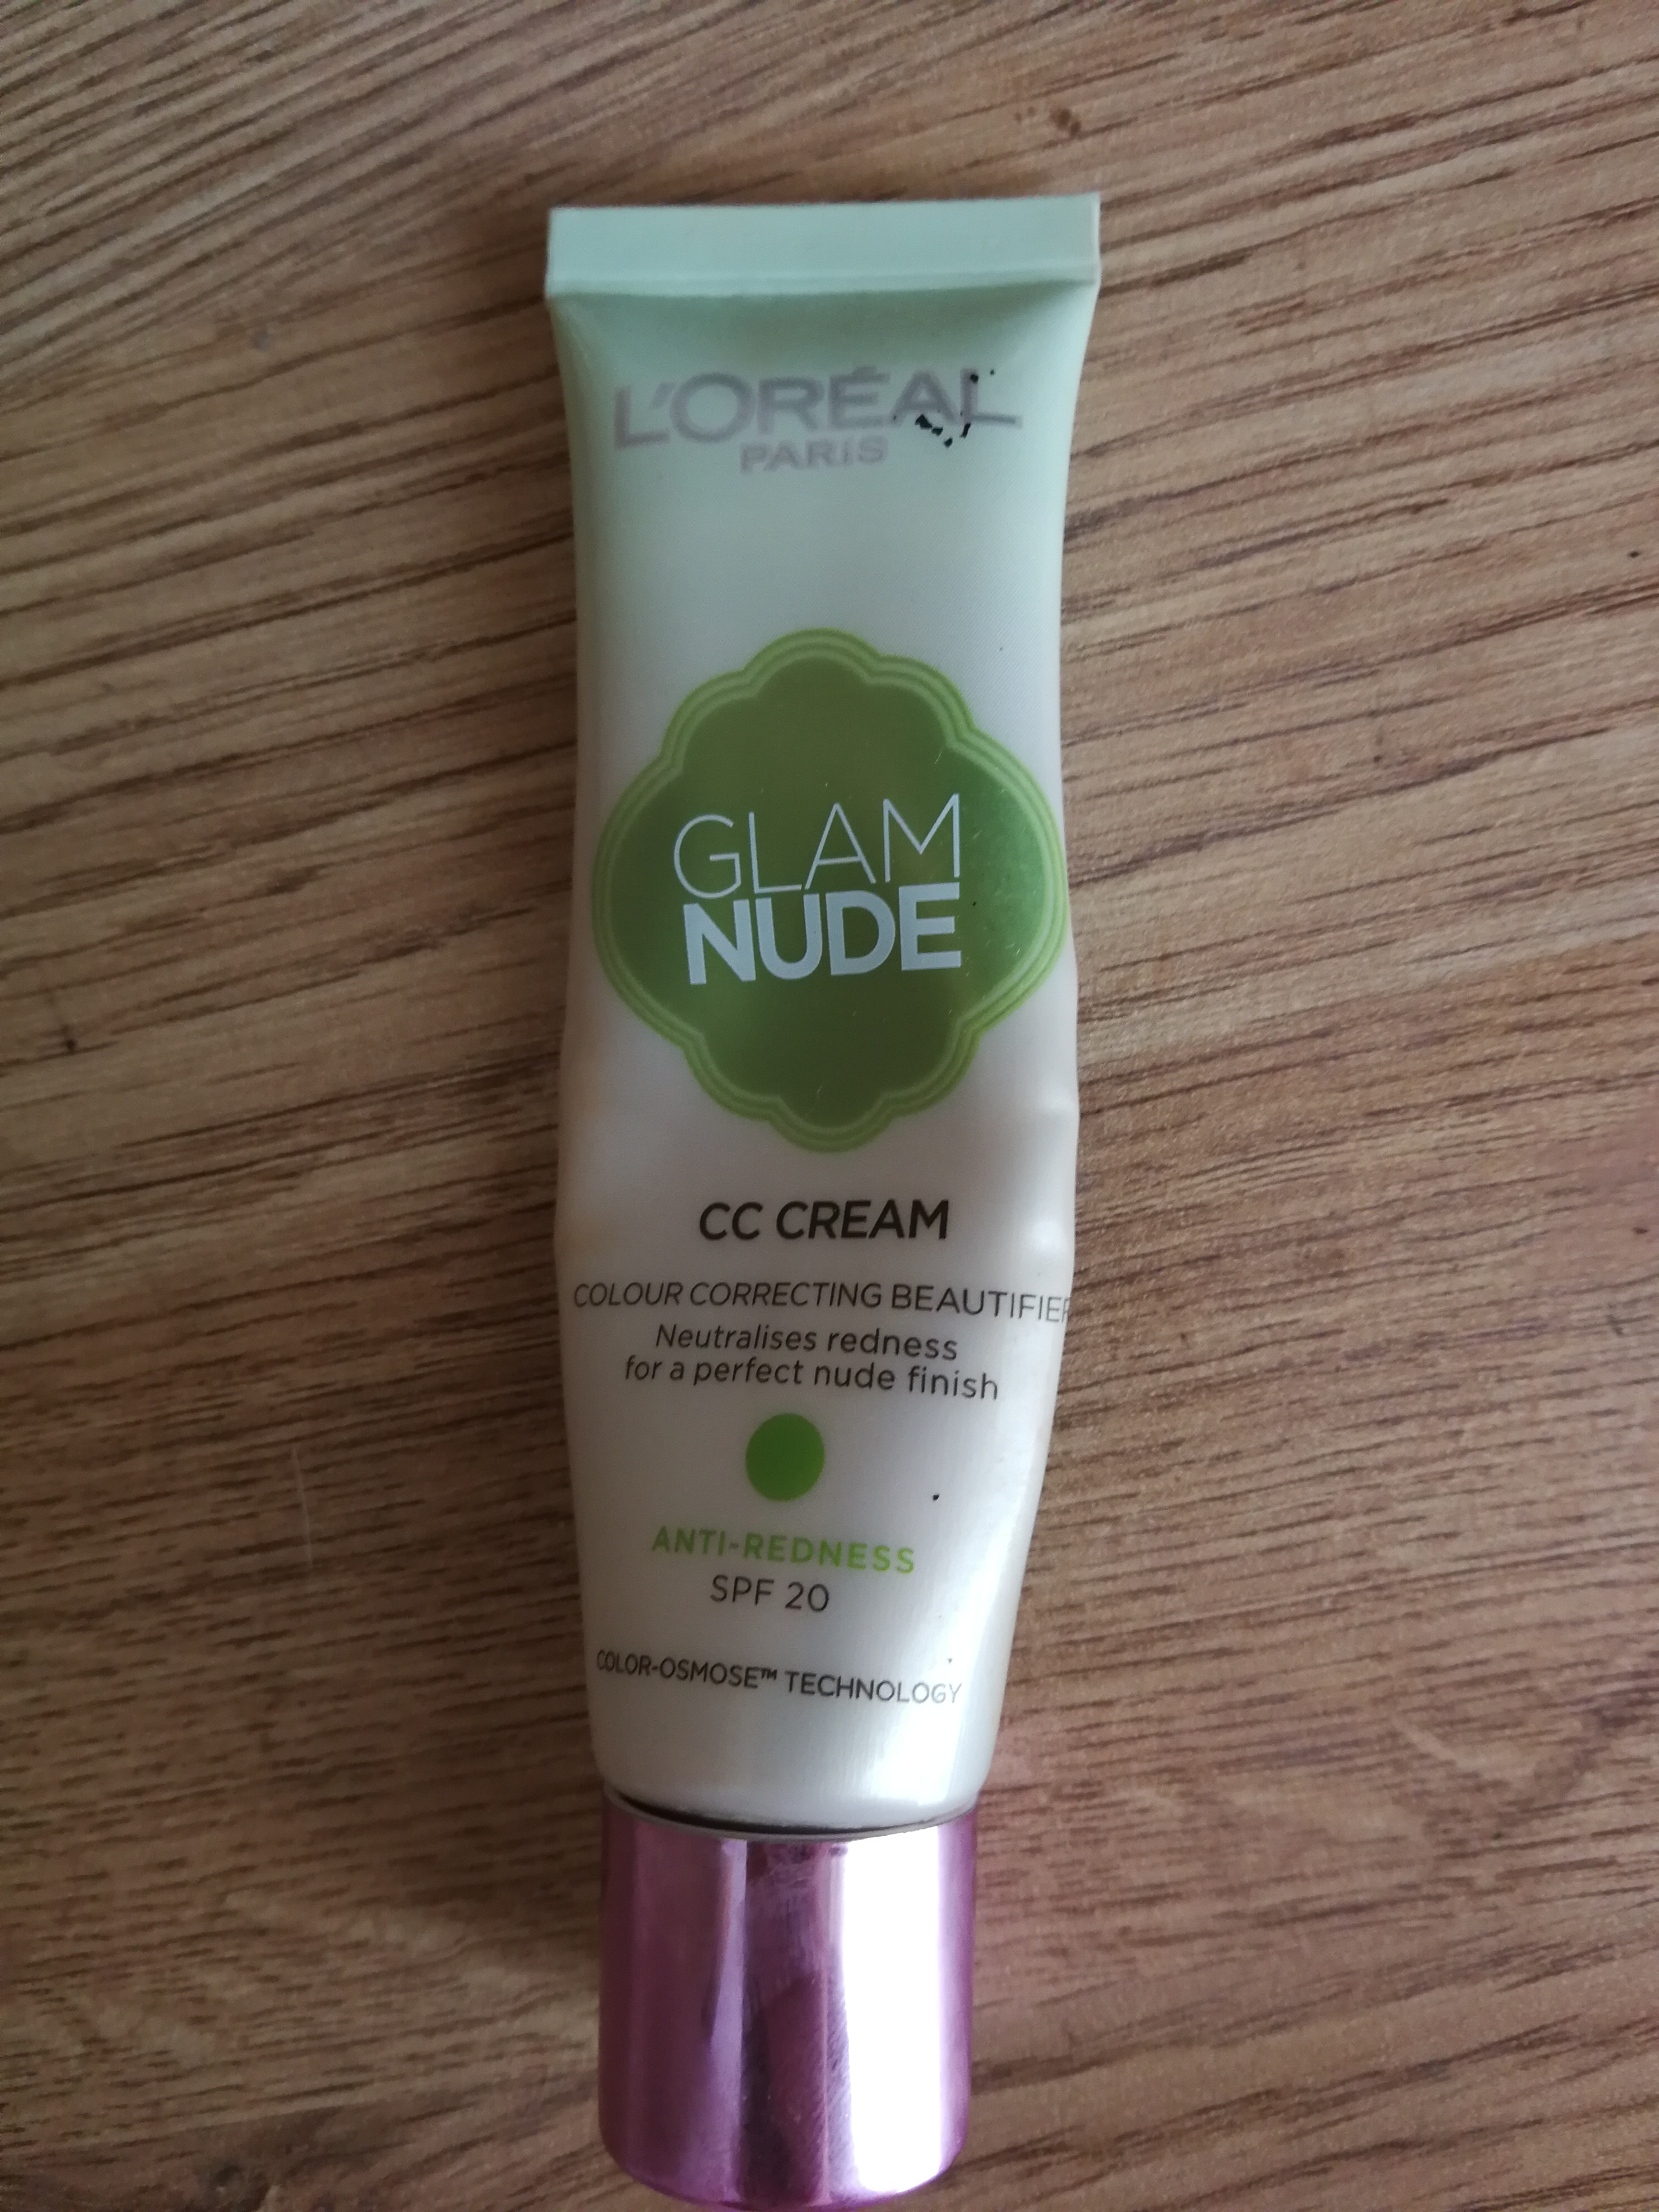 L'ORÉAL
PARIS
GLAM
NUDE
CC CREAM
COLOUR CORRECTING BEAUTIFIER
Neutralises redness
for a perfect nude finish
ANTI-REDNESS
SPF 20
COLOR-OSMOSE™ TECHNOLOGY